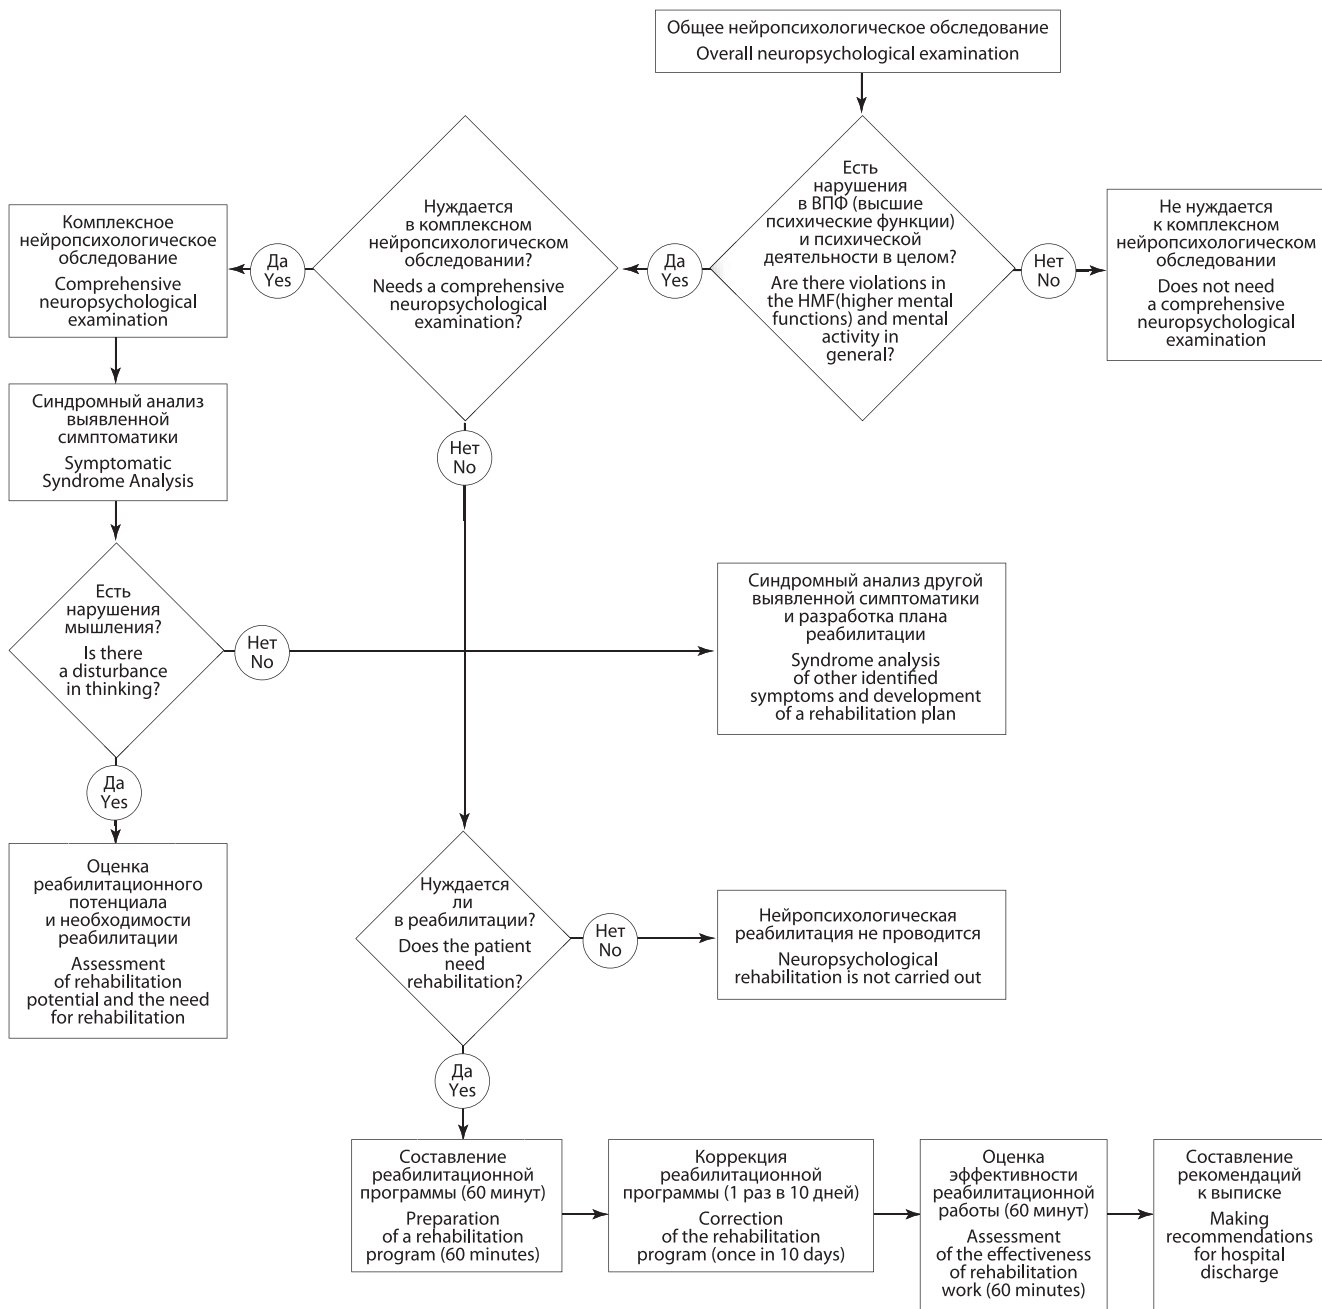 Общее нейропсихологическое обследование
Overall neuropsychological examination
Есть
нарушения
в ВПФ (высшие
психические функции)
и психической
деятельности в целом?
Are there violations in
the HMF(higher mental
functions) and mental
activity in
general?
Нет
No
Не нуждается
к комплексном
нейропсихологическом
обследовании
Does not need
a comprehensive
neuropsychological
examination
Да
Yes
Нуждается
в комплексном
нейропсихологическом
обследовании?
Needs a comprehensive
neuropsychological
examination?
Да
Yes
Комплексное
нейропсихологическое
обследование
Comprehensive
neuropsychological
examination
Синдромный анализ
выявленной
симптоматики
Symptomatic
Syndrome Analysis
Нет
No
Есть
нарушения
мышления?
Is there
a disturbance
in thinking?
Нет
No
Синдромный анализ другой
выявленной симптоматики
и разработка плана
реабилитации
Syndrome analysis
of other identified
symptoms and development
of a rehabilitation plan
Да
Yes
Оценка
реабилитационного
потенциала
и необходимости
реабилитации
Assessment
of rehabilitation
potential and the need
for rehabilitation
Нуждается
ли
в реабилитации?
Does the patient
need
rehabilitation?
Нет
No
Нейропсихологическая
реабилитация не проводится
Neuropsychological
rehabilitation is not carried out
Да
Yes
Составление
реабилитационной
программы (60 минут)
Preparation
of a rehabilitation
program (60 minutes)
Коррекция
реабилитационной
программы (1 раз в 10 дней)
Correction
of the rehabilitation
program (once in 10 days)
Оценка
эффективности
реабилитационной
работы (60 минут)
Assessment
of the effectiveness
of rehabilitation
work (60 minutes)
Составление
рекомендаций
к выписке
Making
recommendations
for hospital
discharge